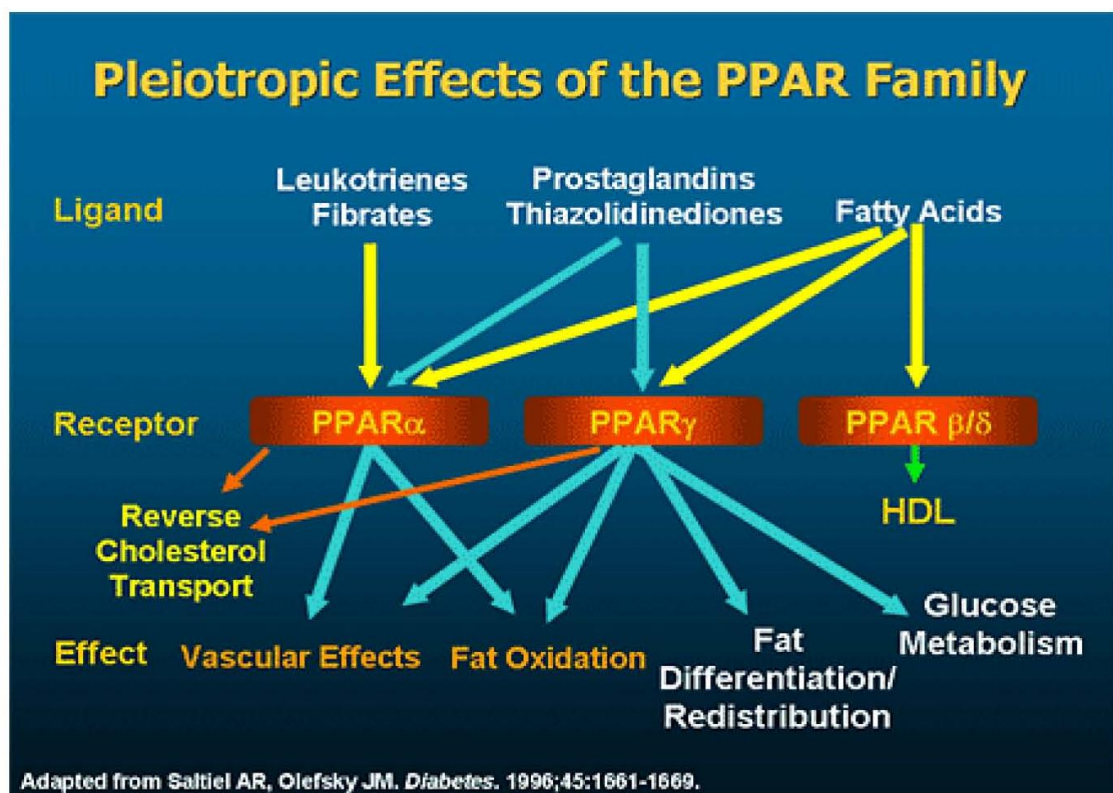 Pleiotropic Effects of the PPAR Family
Ligand
Leukotrienes
Fibrates
Prostaglandins
Thiazolidinediones
Fatty Acids
Receptor
PPARα
PPARγ
PPAR β/δ
Reverse
Cholesterol
Transport
HDL
Effect
Vascular Effects
Fat Oxidation
Fat
Differentiation/
Redistribution
Glucose
Metabolism
Adapted from Saltiel AR, Olefsky JM. Diabetes. 1996;45:1661-1669.